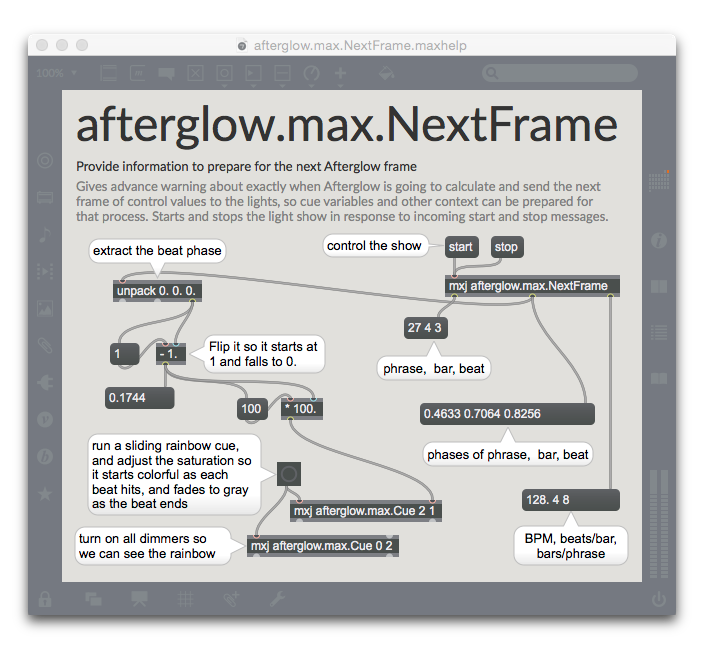 afterglow.max.NextFrame.maxhelp
100%
afterglow.max.NextFrame
Provide information to prepare for the next Afterglow frame
Gives advance warning about exactly when Afterglow is going to calculate and send the next
frame of control values to the lights, so cue variables and other context can be prepared for
that process. Starts and stops the light show in response to incoming start and stop messages.
extract the beat phase
control the show
start
stop
unpack 0. 0. 0.
mxj afterglow.max.NextFrame
27 4 3
1
- 1.
Flip it so it starts at
1 and falls to 0.
phrase, bar, beat
0.1744
100
* 100.
0.4633 0.7064 0.8256
phases of phrase, bar, beat
run a sliding rainbow cue,
and adjust the saturation so
it starts colorful as each
beat hits, and fades to gray
as the beat ends
mxj afterglow.max.Cue 2 1
128. 4 8
turn on all dimmers so
we can see the rainbow
mxj afterglow.max.Cue 0 2
BPM, beats/bar,
bars/phrase